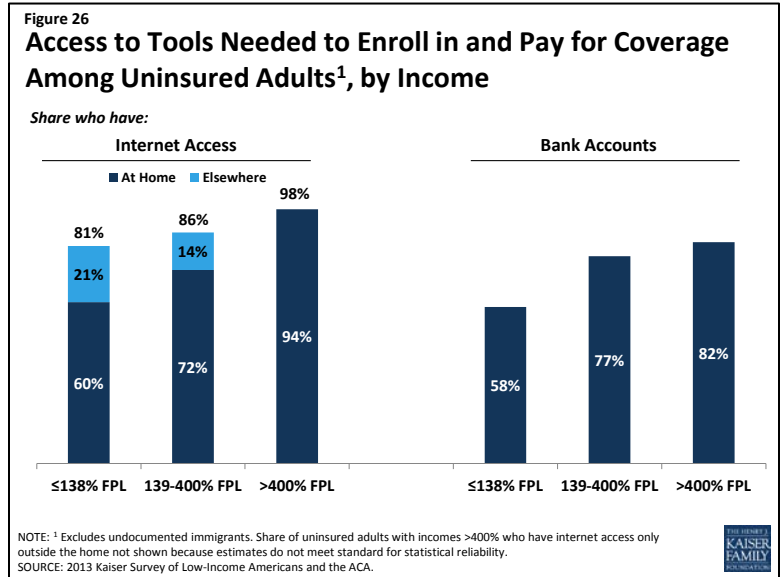 Figure 26
Access to Tools Needed to Enroll in and Pay for Coverage
Among Uninsured Adults¹, by Income
Share who have:
Internet Access
Bank Accounts
At Home Elsewhere
81%
86%
98%
21%
14%
60%
72%
94%
58%
77%
82%
≤138% FPL 139-400% FPL >400% FPL
≤138% FPL 139-400% FPL >400% FPL
NOTE: ¹ Excludes undocumented immigrants. Share of uninsured adults with incomes >400% who have internet access only
outside the home not shown because estimates do not meet standard for statistical reliability.
SOURCE: 2013 Kaiser Survey of Low-Income Americans and the ACA.
THE HENRY J.
KAISER
FAMILY
FOUNDATION